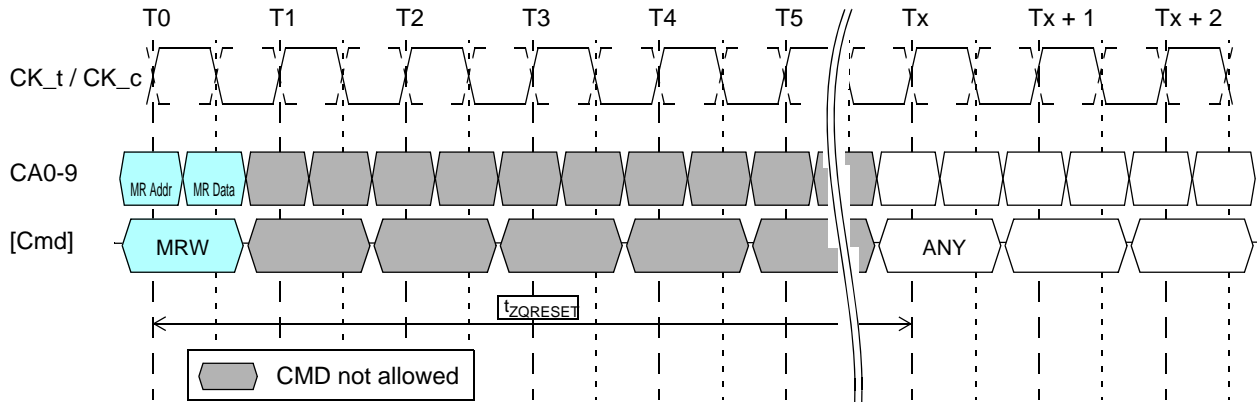 T0 T1 T2 T3 T4 T5 Tx Tx + 1 Tx + 2
CK_t / CK_c
CA0-9 MR Addr MR Data
[Cmd] MRW ANY
tZQRESET
CMD not allowed